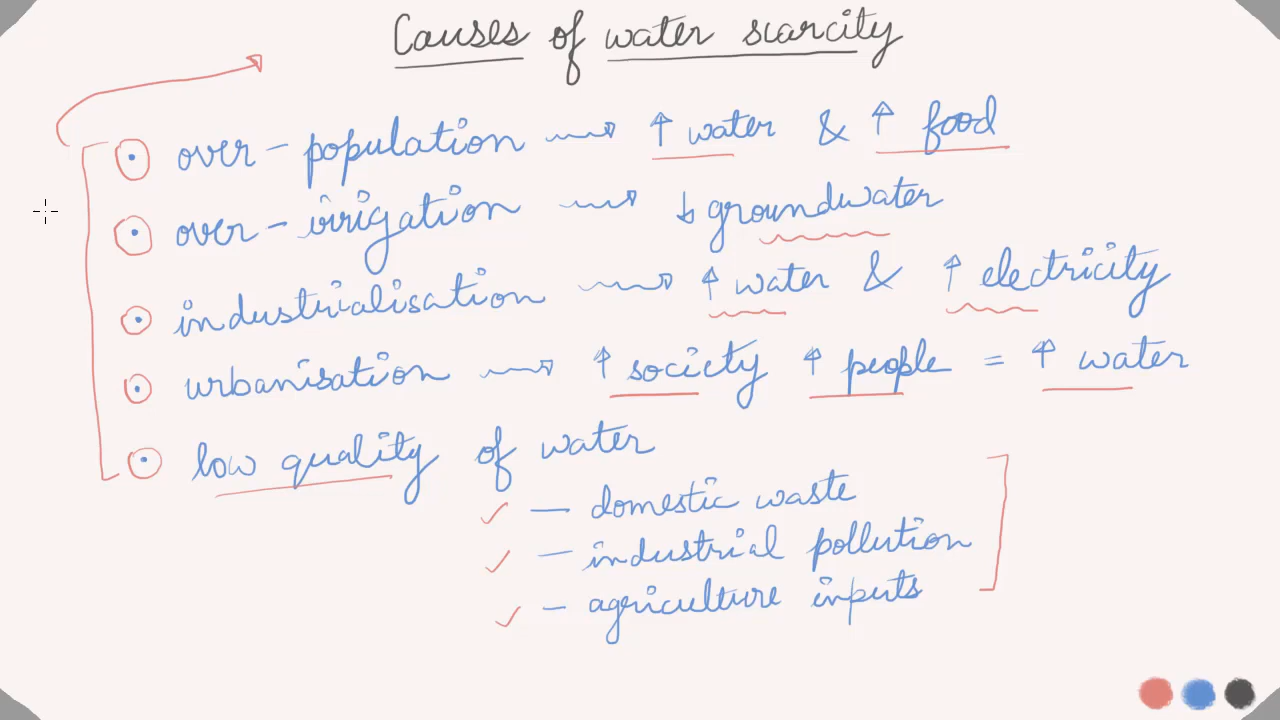 Causes of water scarcity
over-population → ↑ water & ↑ food
over-irrigation → ↓ groundwater
industrialisation → ↑ water & ↑ electricity
urbanisation → ↑ society ↑ people = ↑ water
low quality of water
– domestic waste
– industrial pollution
– agriculture inputs